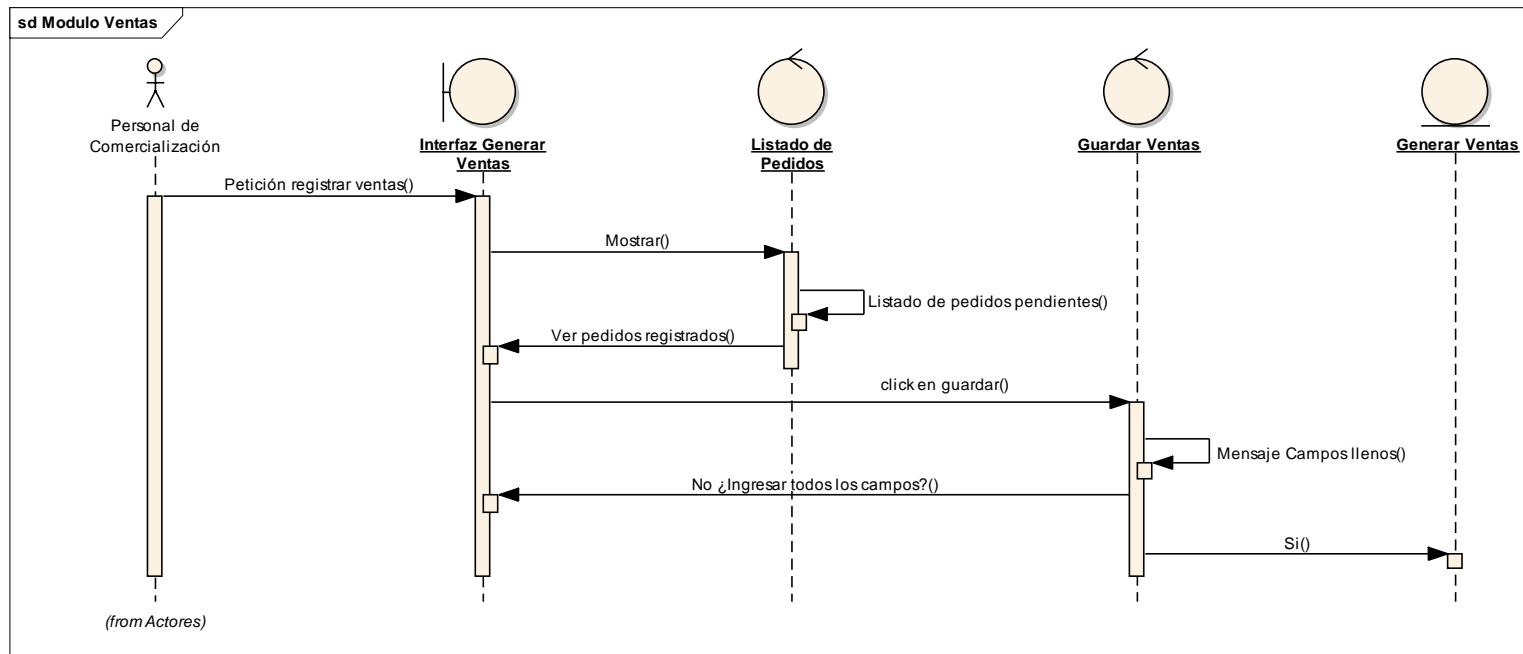 sd Modulo Ventas
Personal de
Comercialización
Interfaz Generar
Ventas
Listado de
Pedidos
Guardar Ventas
Generar Ventas
Petición registrar ventas()
Mostrar()
Listado de pedidos pendientes()
Ver pedidos registrados()
click en guardar()
Mensaje Campos llenos()
No ¿Ingresar todos los campos?()
Si()
(from Actores)